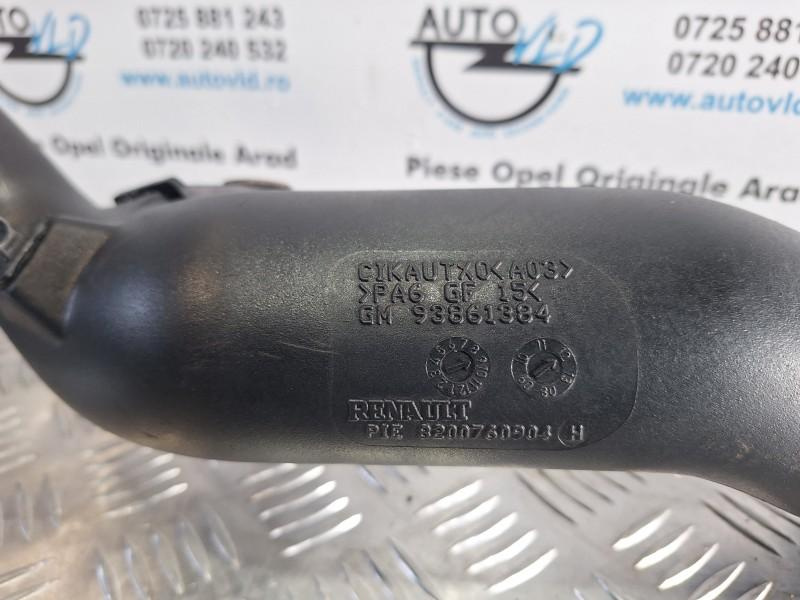 0725 881 243
0720 240 532
www.autovld.ro
Piese Opel Originale Arad
AUTO
VLD
0725 881
0720 240
www.autovld
Piese Opel Originale Arad
CIKAUTXO<A03>
>PA6 GF 15<
GM 93861384
RENAULT
PIE 8200760904 H